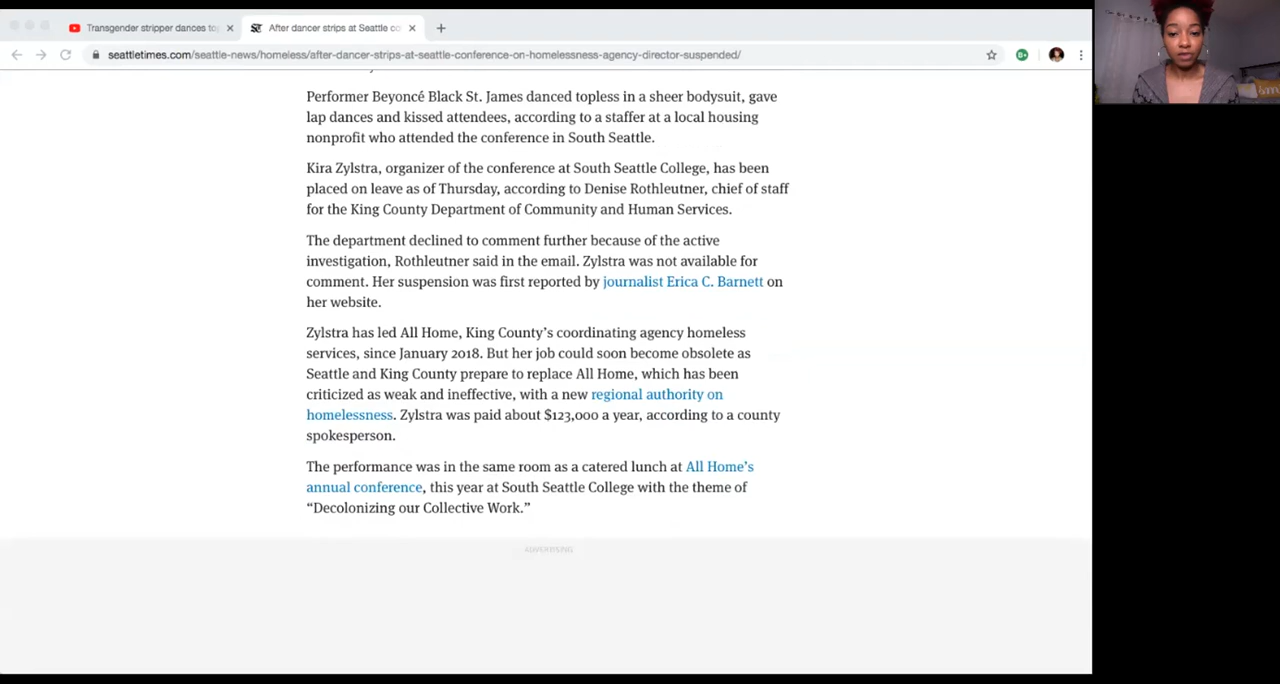 Transgender stripper dances to
After dancer strips at Seattle co
seattletimes.com/seattle-news/homeless/after-dancer-strips-at-seattle-conference-on-homelessness-agency-director-suspended/
Performer Beyoncé Black St. James danced topless in a sheer bodysuit, gave
lap dances and kissed attendees, according to a staffer at a local housing
nonprofit who attended the conference in South Seattle.
Kira Zylstra, organizer of the conference at South Seattle College, has been
placed on leave as of Thursday, according to Denise Rothleutner, chief of staff
for the King County Department of Community and Human Services.
The department declined to comment further because of the active
investigation, Rothleutner said in the email. Zylstra was not available for
comment. Her suspension was first reported by journalist Erica C. Barnett on
her website.
Zylstra has led All Home, King County’s coordinating agency homeless
services, since January 2018. But her job could soon become obsolete as
Seattle and King County prepare to replace All Home, which has been
criticized as weak and ineffective, with a new regional authority on
homelessness. Zylstra was paid about $123,000 a year, according to a county
spokesperson.
The performance was in the same room as a catered lunch at All Home’s
annual conference, this year at South Seattle College with the theme of
“Decolonizing our Collective Work.”
ADVERTISING